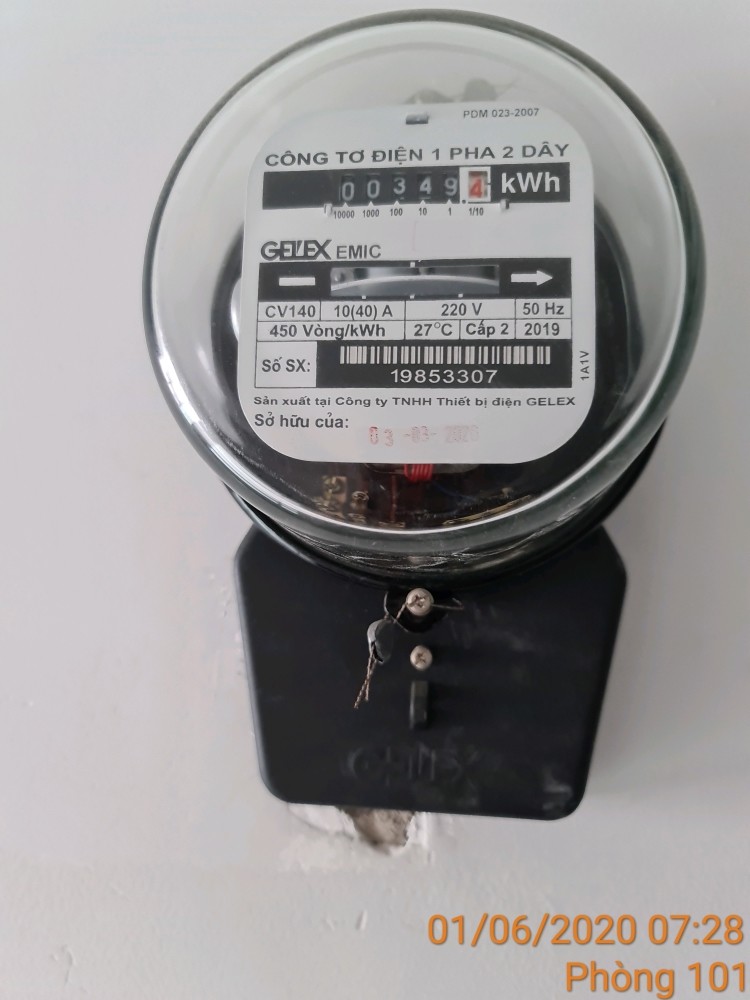 PDM 023-2007
CÔNG TƠ ĐIỆN 1 PHA 2 DÂY
0 0 3 4 9 4 kWh
10000 1000 100 10 1 1/10
GELEX EMIC
CV140 10(40) A 220 V 50 Hz
450 Vòng/kWh 27°C Cấp 2 2019
Số SX: 19853307
1A1V
Sản xuất tại Công ty TNHH Thiết bị điện GELEX
Sở hữu của:
03 -03- 2020
GELEX
01/06/2020 07:28
Phòng 101